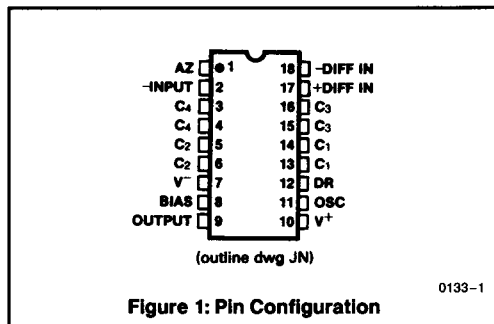 AZ 1 18 -DIFF IN
-INPUT 2 17 +DIFF IN
C4 3 16 C3
C4 4 15 C3
C2 5 14 C1
C2 6 13 C1
V- 7 12 DR
BIAS 8 11 OSC
OUTPUT 9 10 V+
(outline dwg JN)
0133-1
Figure 1: Pin Configuration